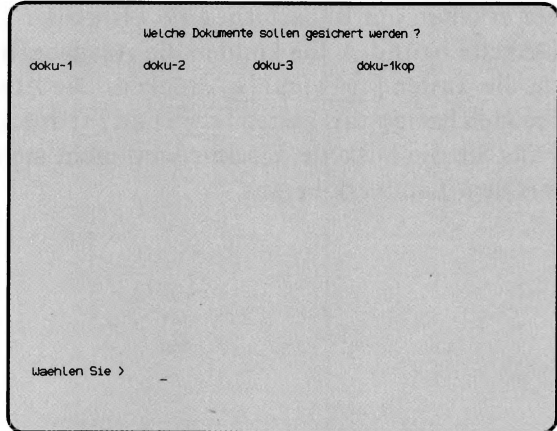 Welche Dokumente sollen gesichert werden ?
doku-1 doku-2 doku-3 doku-1kop
Waehlen Sie >